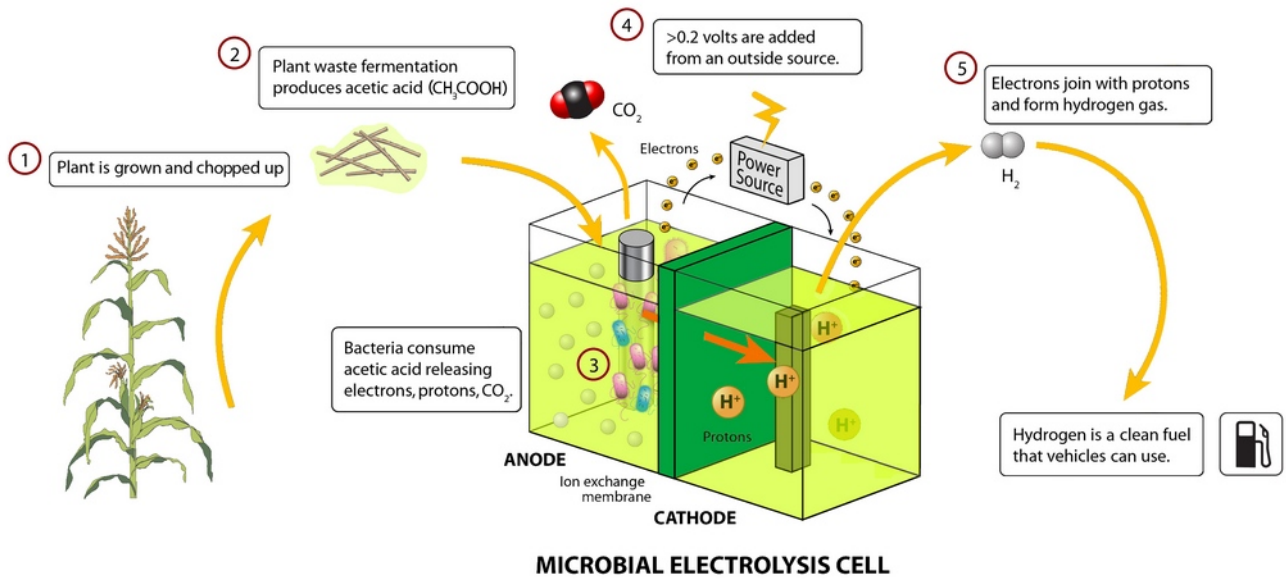 1
Plant is grown and chopped up
2
Plant waste fermentation
produces acetic acid (CH₃COOH)
CO₂
3
Bacteria consume
acetic acid releasing
electrons, protons, CO₂.
4
>0.2 volts are added
from an outside source.
Electrons
e⁻ e⁻ e⁻ e⁻ e⁻ e⁻ e⁻ e⁻ e⁻ e⁻
Power
Source
H⁺
H⁺
H⁺
H⁺
Protons
ANODE
Ion exchange
membrane
CATHODE
5
Electrons join with protons
and form hydrogen gas.
H₂
Hydrogen is a clean fuel
that vehicles can use.
MICROBIAL ELECTROLYSIS CELL